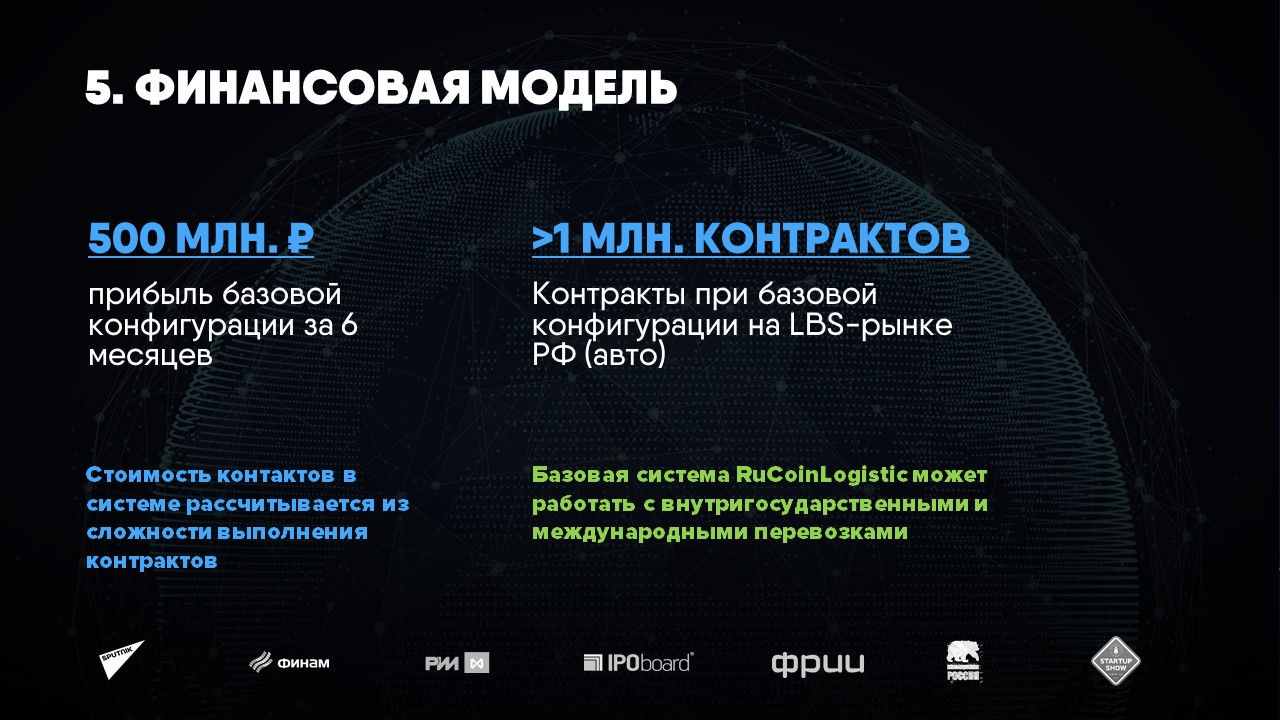 5. ФИНАНСОВАЯ МОДЕЛЬ
500 МЛН. ₽
прибыль базовой
конфигурации за 6
месяцев
>1 МЛН. КОНТРАКТОВ
Контракты при базовой
конфигурации на LBS-рынке
РФ (авто)
Стоимость контактов в
системе рассчитывается из
сложности выполнения
контрактов
Базовая система RuCoinLogistic может
работать с внутригосударственными и
международными перевозками
SPUTNIK
финам
РИИ
IPOboard
фрии
РОССИИ
STARTUP
SHOW